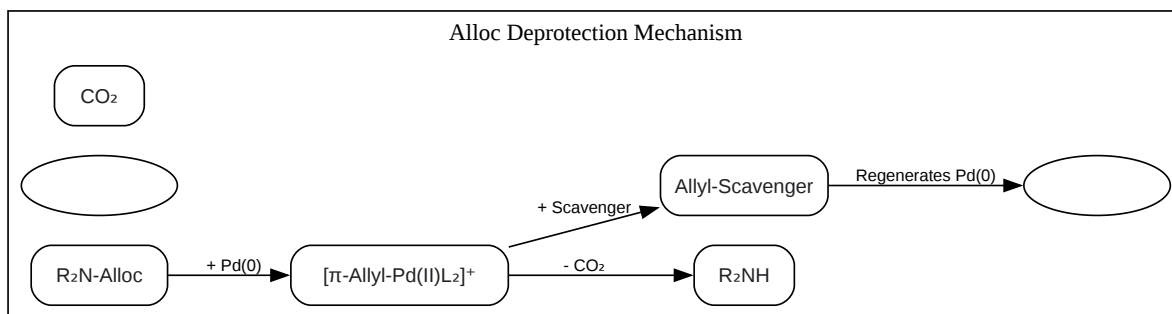 Alloc Deprotection Mechanism
CO₂
Allyl-Scavenger
Regenerates Pd(0)
+ Scavenger
R₂N-Alloc
+ Pd(0)
[π-Allyl-Pd(II)L₂]⁺
- CO₂
R₂NH